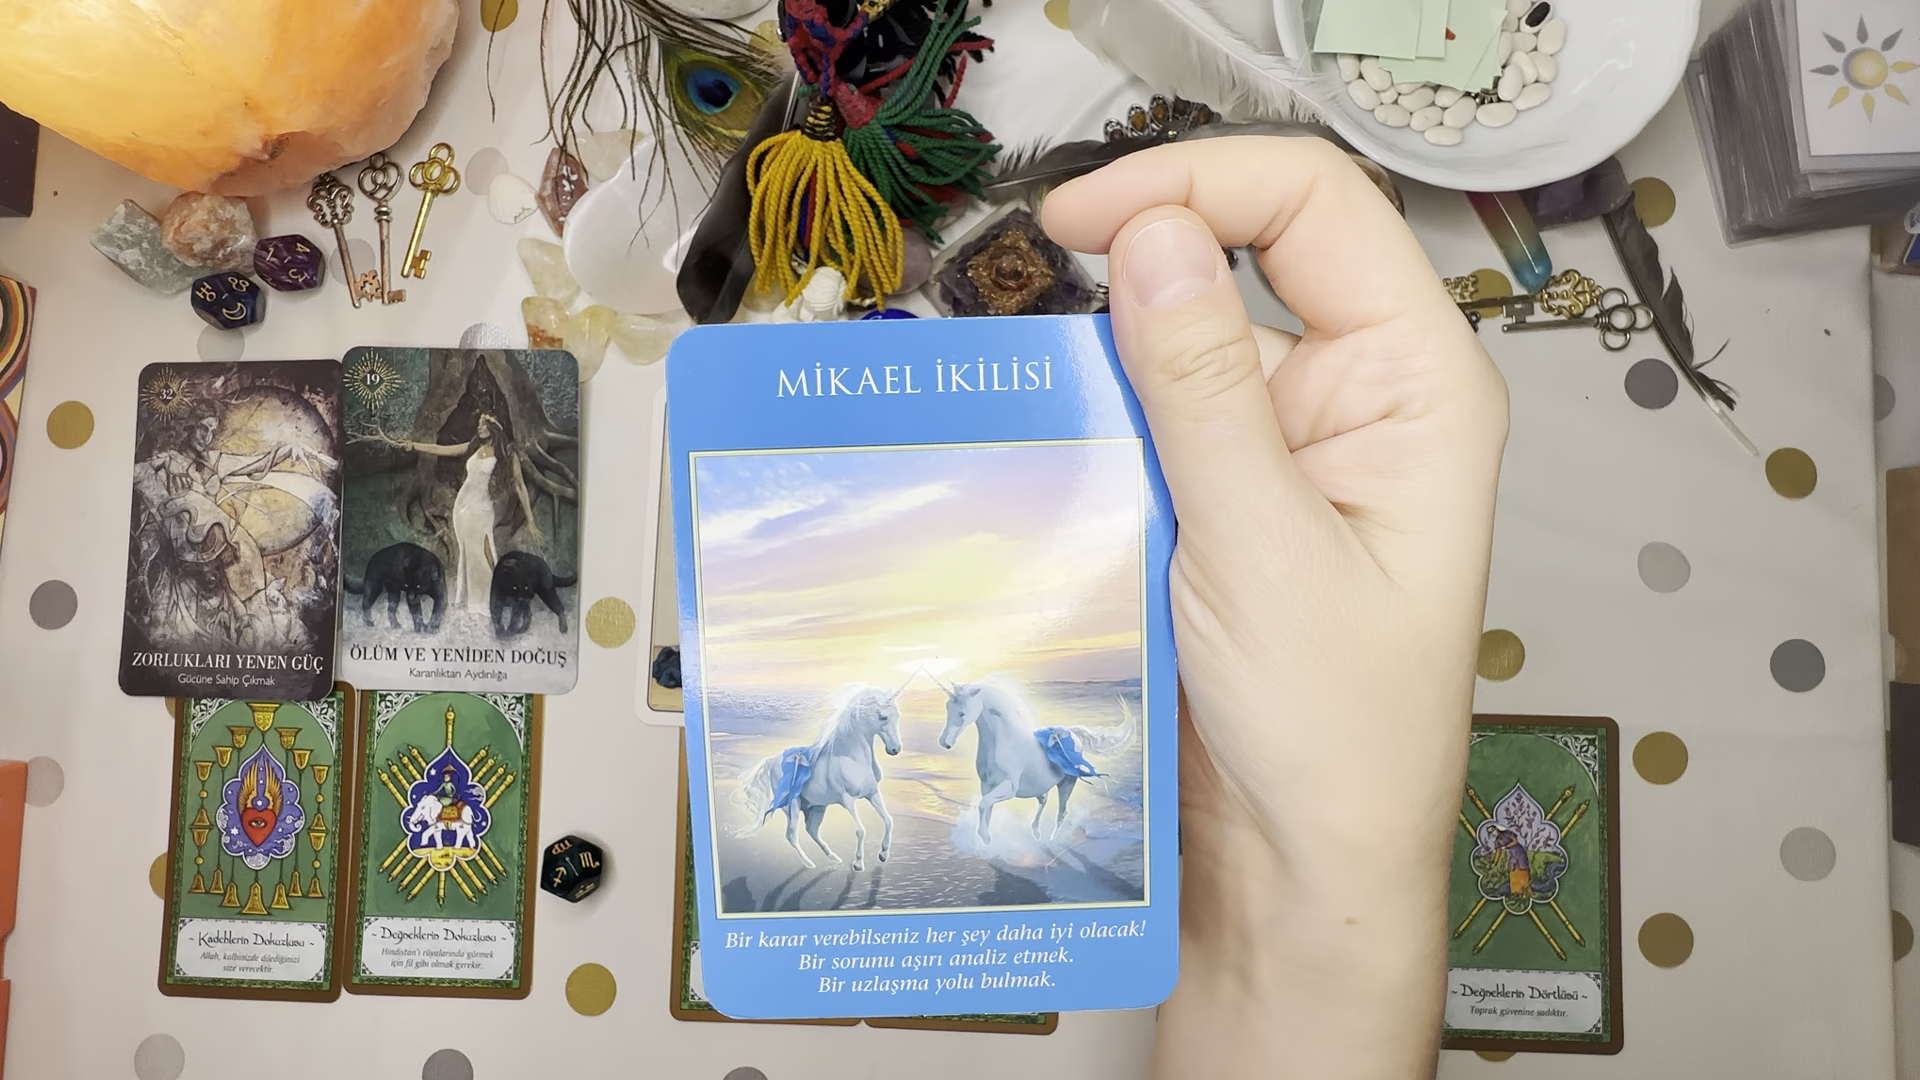 MİKAEL İKİLİSİ
Bir karar verebilseniz her şey daha iyi olacak!
Bir sorunu aşırı analiz etmek.
Bir uzlaşma yolu bulmak.
32
ZORLUKLARI YENEN GÜÇ
Gücüne Sahip Çıkmak
19
ÖLÜM VE YENİDEN DOĞUŞ
Karanlıktan Aydınlığa
~ Kadehlerin Dokuzlusu ~
Allah, kalbinizde dilediğinizi
size verecektir.
~ Değneklerin Dokuzlusu ~
Hindistan'ı rüyalarında görmek
için fil gibi olmak gerekir.
~ Değneklerin Dörtlüsü ~
Toprak güvenine sadıktır.